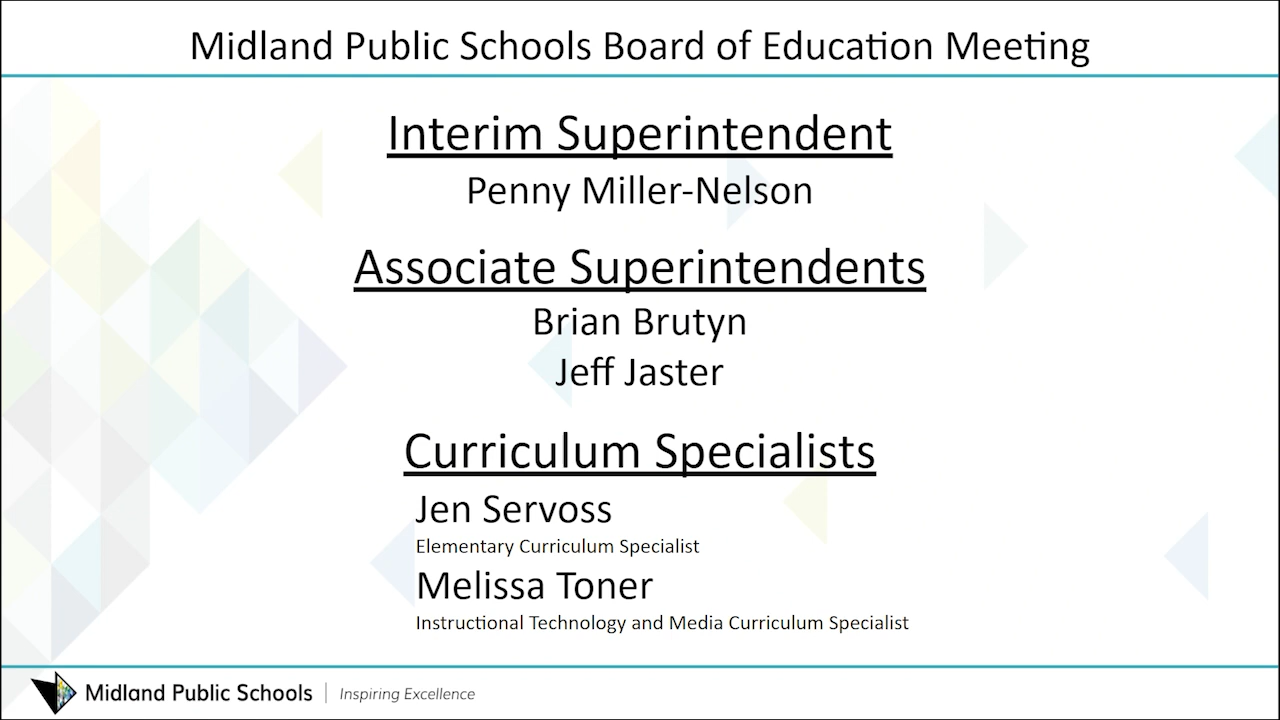 Midland Public Schools Board of Education Meeting
Interim Superintendent
Penny Miller-Nelson
Associate Superintendents
Brian Brutyn
Jeff Jaster
Curriculum Specialists
Jen Servoss
Elementary Curriculum Specialist
Melissa Toner
Instructional Technology and Media Curriculum Specialist
Midland Public Schools | Inspiring Excellence